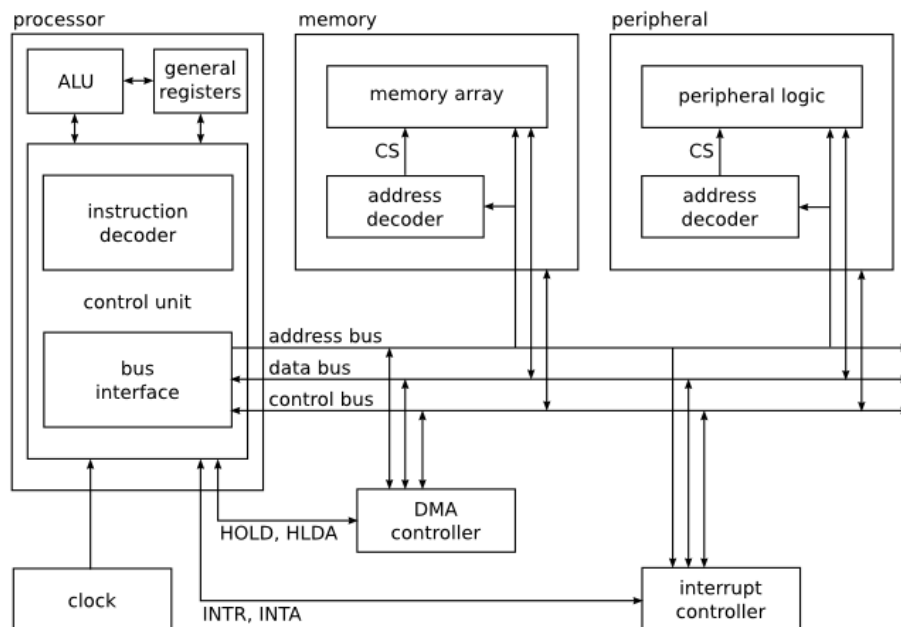 processor
memory
peripheral
ALU
general
registers
memory array
peripheral logic
CS
CS
instruction
decoder
address
decoder
address
decoder
control unit
address bus
bus
interface
data bus
control bus
DMA
controller
HOLD, HLDA
clock
INTR, INTA
interrupt
controller